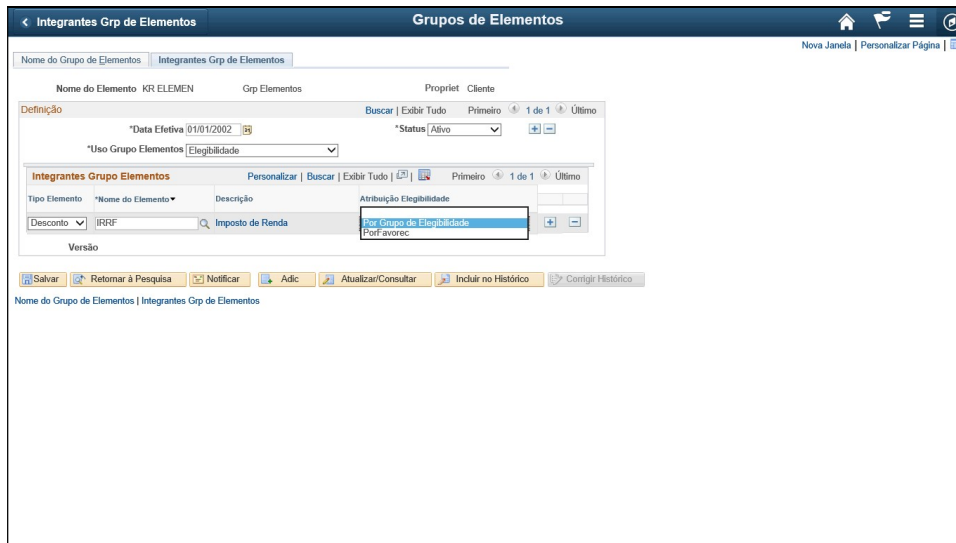 Integrantes Grp de Elementos
Grupos de Elementos
Nova Janela | Personalizar Página |
Nome do Grupo de Elementos
Integrantes Grp de Elementos
Nome do Elemento KR ELEMEN Grp Elementos Propriet Cliente
Definição Buscar | Exibir Tudo Primeiro 1 de 1 Último
*Data Efetiva 01/01/2002 *Status Ativo
*Uso Grupo Elementos Elegibilidade
Integrantes Grupo Elementos Personalizar | Buscar | Exibir Tudo | | Primeiro 1 de 1 Último
Tipo Elemento *Nome do Elemento Descrição Atribuição Elegibilidade
Desconto IRRF Imposto de Renda Por Grupo de Elegibilidade
PorFavorec
Versão
Salvar Retornar à Pesquisa Notificar Adic Atualizar/Consultar Incluir no Histórico Corrigir Histórico
Nome do Grupo de Elementos | Integrantes Grp de Elementos